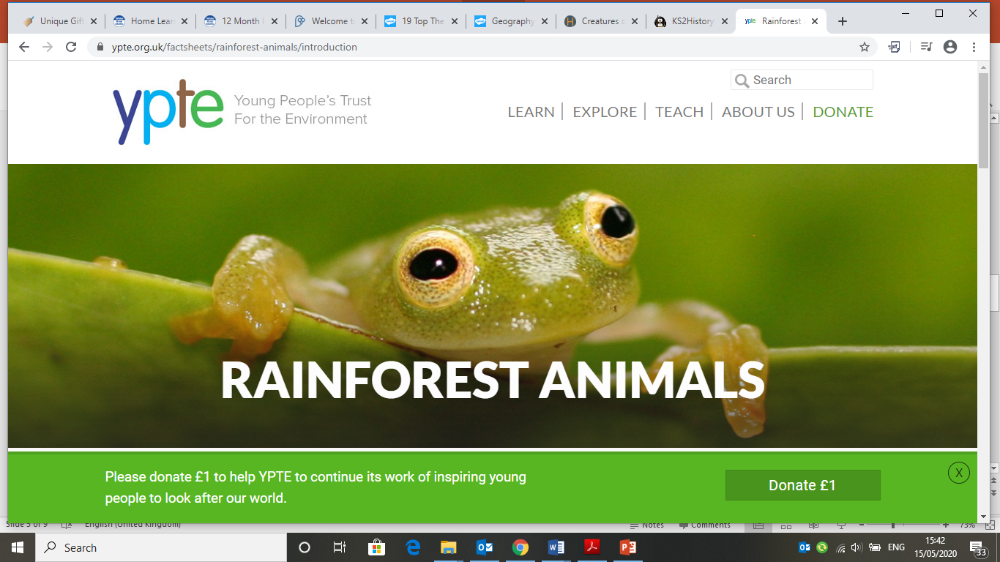 Unique Gift
Home Lear
12 Month
Welcome t
19 Top The
Geography
Creatures c
KS2History
ypte
Rainforest
ypte.org.uk/factsheets/rainforest-animals/introduction
Search
ypte
Young People's Trust
For the Environment
LEARN
EXPLORE
TEACH
ABOUT US
DONATE
RAINFOREST ANIMALS
Please donate £1 to help YPTE to continue its work of inspiring young
people to look after our world.
Donate £1
X
Slide 5 of 9
English (United Kingdom)
Notes
Comments
73%
Search
ENG
15:42
15/05/2020
33